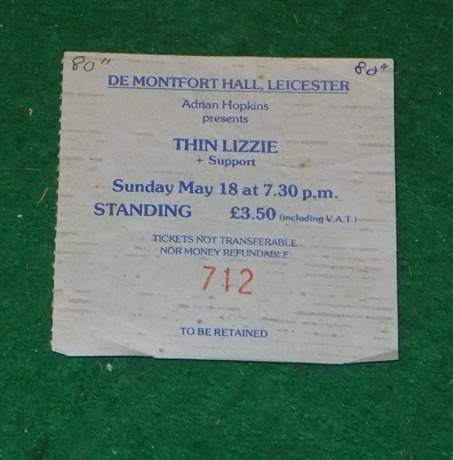 80" 80"
DE MONTFORT HALL, LEICESTER
Adrian Hopkins
presents
THIN LIZZIE
+ Support
Sunday May 18 at 7.30 p.m.
STANDING £3.50 (including V.A.T.)
TICKETS NOT TRANSFERABLE
NOR MONEY REFUNDABLE
712
TO BE RETAINED